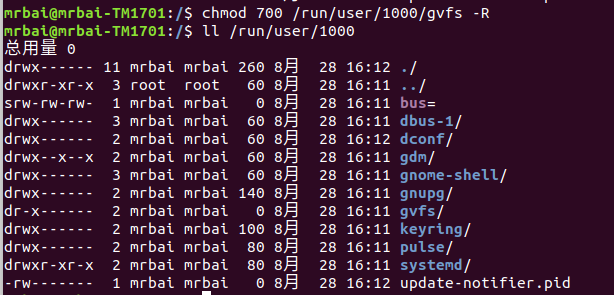 mrbai@mrbai-TM1701:/$ chmod 700 /run/user/1000/gvfs -R
mrbai@mrbai-TM1701:/$ ll /run/user/1000
总用量 0
drwx------ 11 mrbai mrbai 260 8月  28 16:12 ./
drwxr-xr-x  3 root  root   60 8月  28 16:11 ../
srw-rw-rw-  1 mrbai mrbai   0 8月  28 16:11 bus=
drwx------  3 mrbai mrbai  60 8月  28 16:11 dbus-1/
drwx------  2 mrbai mrbai  60 8月  28 16:12 dconf/
drwx--x--x  2 mrbai mrbai  60 8月  28 16:11 gdm/
drwx------  3 mrbai mrbai  60 8月  28 16:11 gnome-shell/
drwx------  2 mrbai mrbai 140 8月  28 16:11 gnupg/
dr-x------  2 mrbai mrbai   0 8月  28 16:11 gvfs/
drwx------  2 mrbai mrbai 100 8月  28 16:11 keyring/
drwx------  2 mrbai mrbai  80 8月  28 16:11 pulse/
drwxr-xr-x  2 mrbai mrbai  80 8月  28 16:11 systemd/
-rw-------  1 mrbai mrbai   0 8月  28 16:12 update-notifier.pid